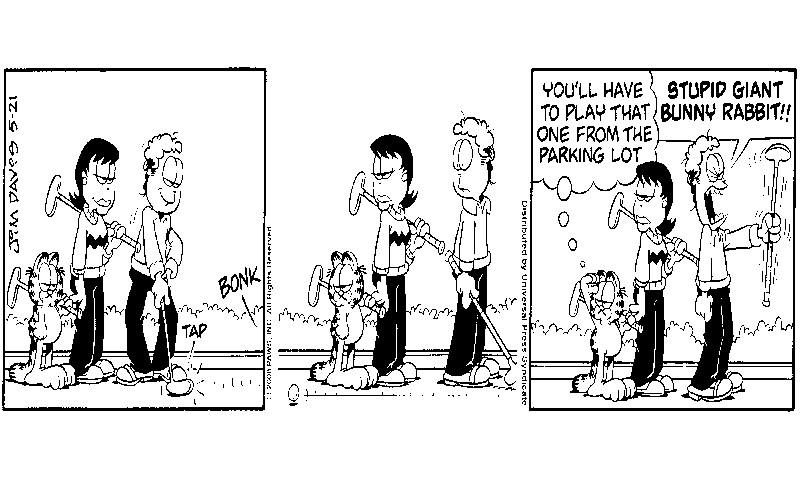 JIM DAVIS 5-21
BONK
TAP
© 2001 PAWS, INC. All Rights Reserved
Distributed by Universal Press Syndicate
YOU'LL HAVE
TO PLAY THAT
ONE FROM THE
PARKING LOT
STUPID GIANT
BUNNY RABBIT!!